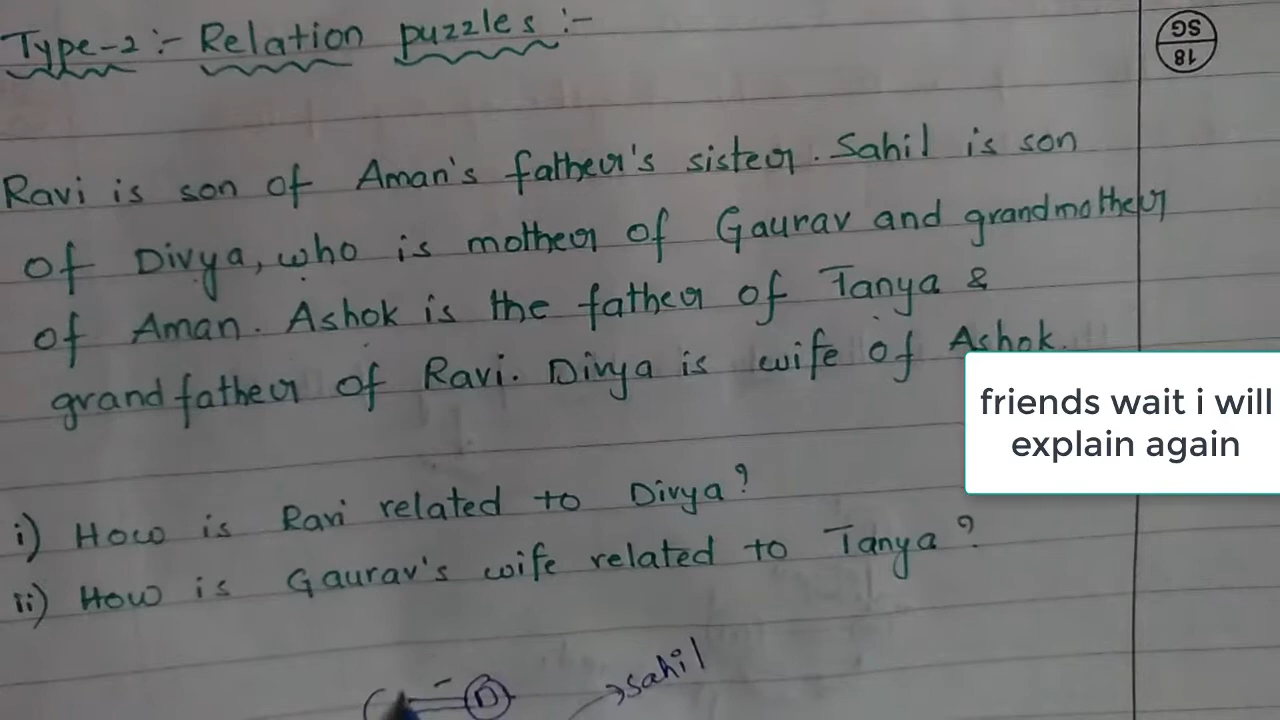 Type-2 :- Relation puzzles :-
SG
18
Ravi is son of Aman's father's sister. Sahil is son
of Divya, who is mother of Gaurav and grandmother
of Aman. Ashok is the father of Tanya &
grandfather of Ravi. Divya is wife of Ashok.
friends wait i will
explain again
i) How is Ravi related to Divya?
ii) How is Gaurav's wife related to Tanya?
D
sahil